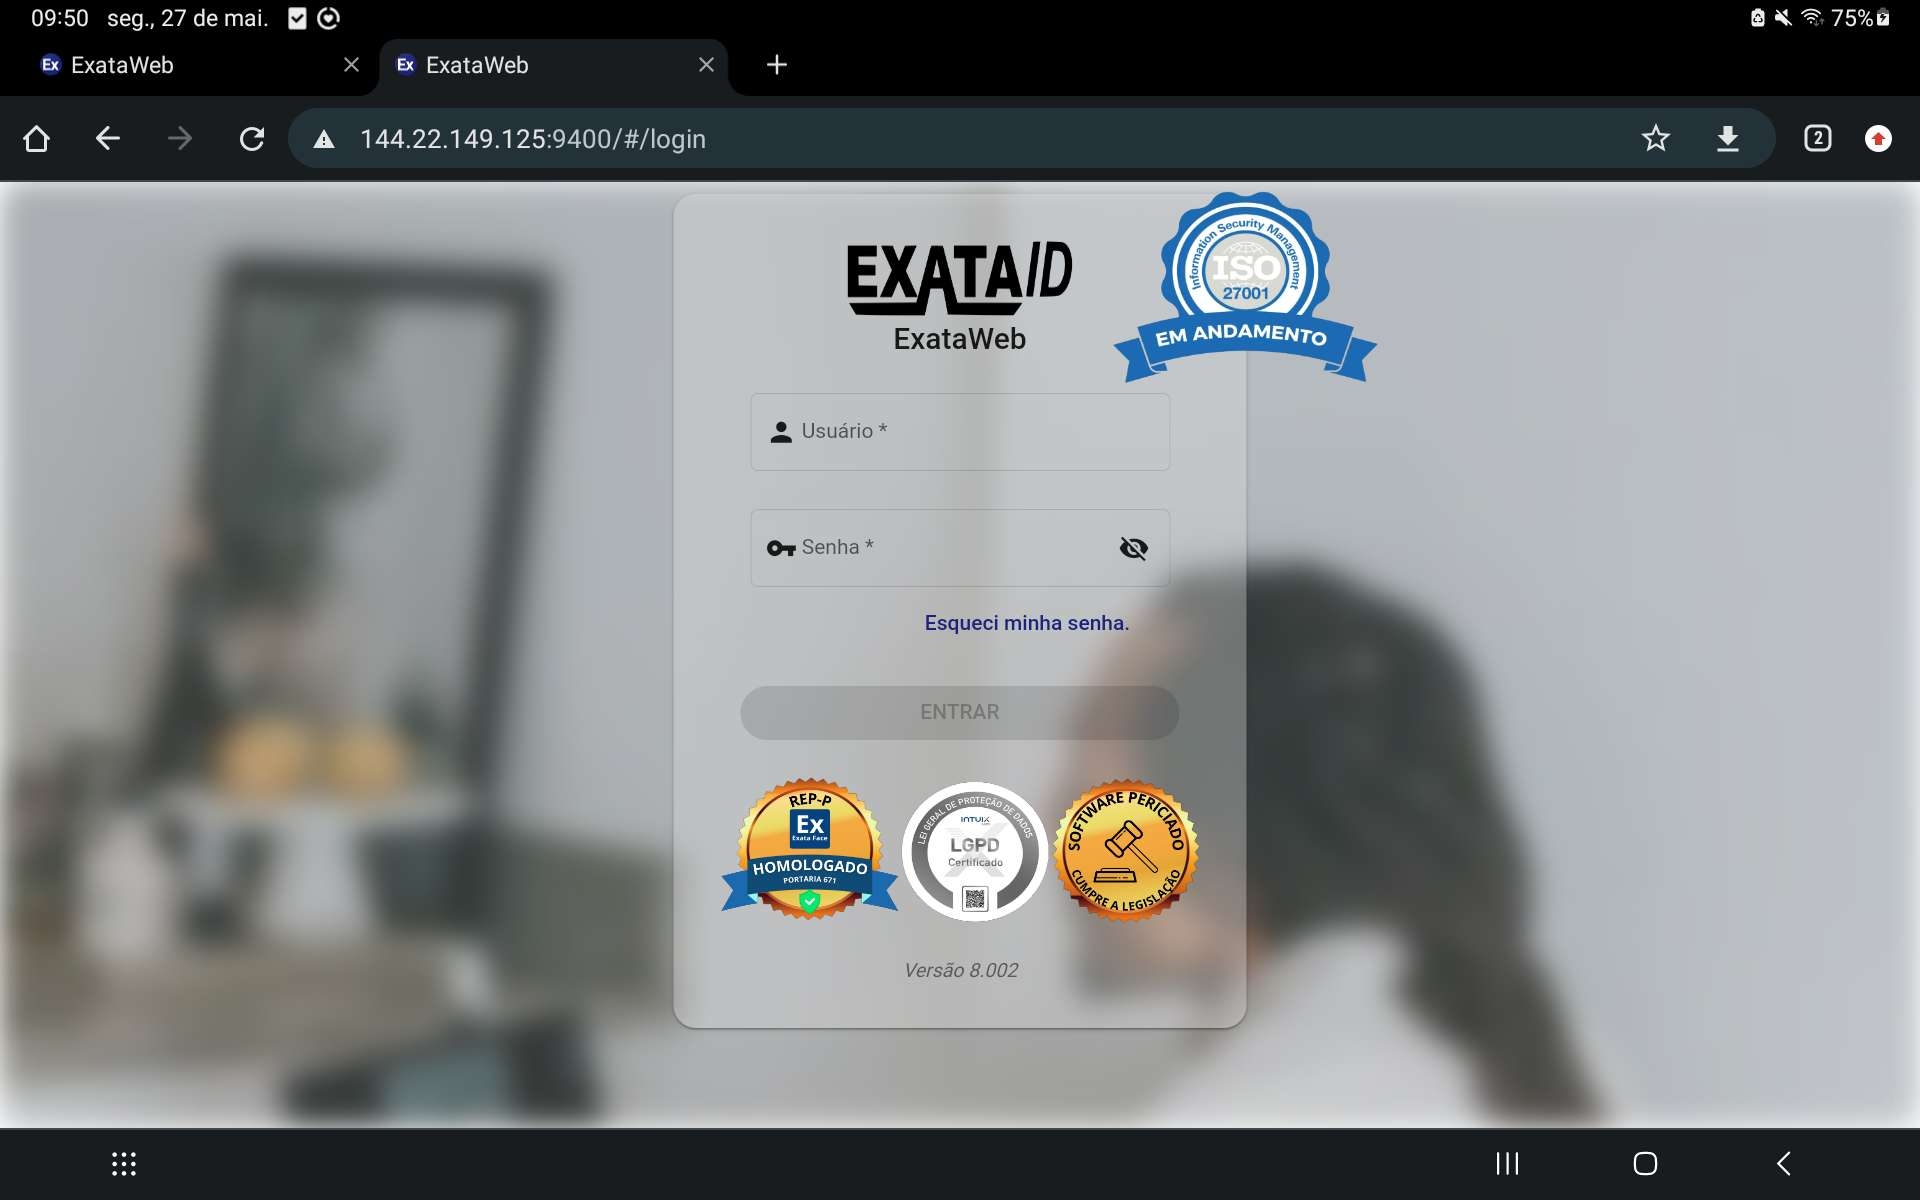 09:50 seg., 27 de mai. 75%
Ex ExataWeb
Ex ExataWeb
144.22.149.125:9400/#/login
2
EXATAID
ExataWeb
Information Security Management
ISO
27001
EM ANDAMENTO
Usuário *
Senha *
Esqueci minha senha.
ENTRAR
REP-P
Ex
Exata Face
HOMOLOGADO
PORTARIA 671
LEI GERAL DE PROTEÇÃO DE DADOS
INTUIX
LGPD
Certificado
SOFTWARE PERICIADO
CUMPRE A LEGISLAÇÃO
Versão 8.002